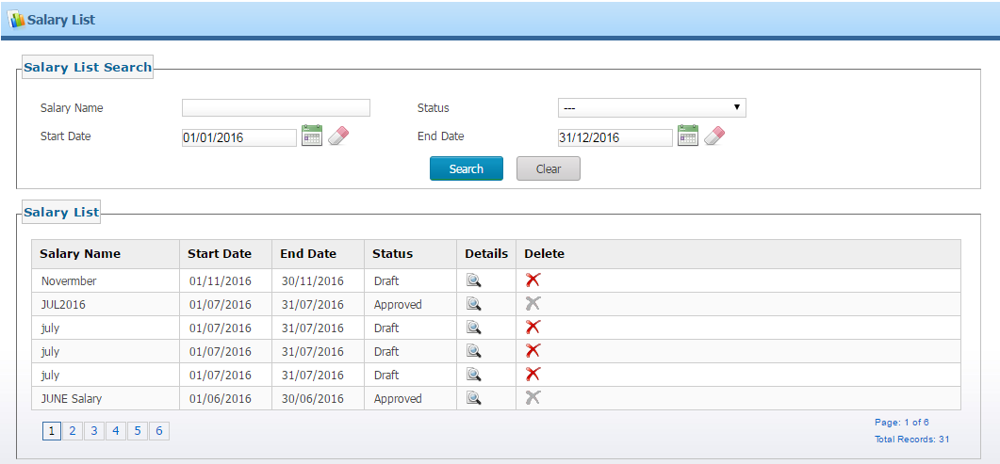 Salary List
Salary List Search
Salary Name Status ---
Start Date 01/01/2016 End Date 31/12/2016
Search Clear
Salary List
Salary Name Start Date End Date Status Details Delete
Novermber 01/11/2016 30/11/2016 Draft
JUL2016 01/07/2016 31/07/2016 Approved
july 01/07/2016 31/07/2016 Draft
july 01/07/2016 31/07/2016 Draft
july 01/07/2016 31/07/2016 Draft
JUNE Salary 01/06/2016 30/06/2016 Approved
1 2 3 4 5 6 Page: 1 of 6
Total Records: 31